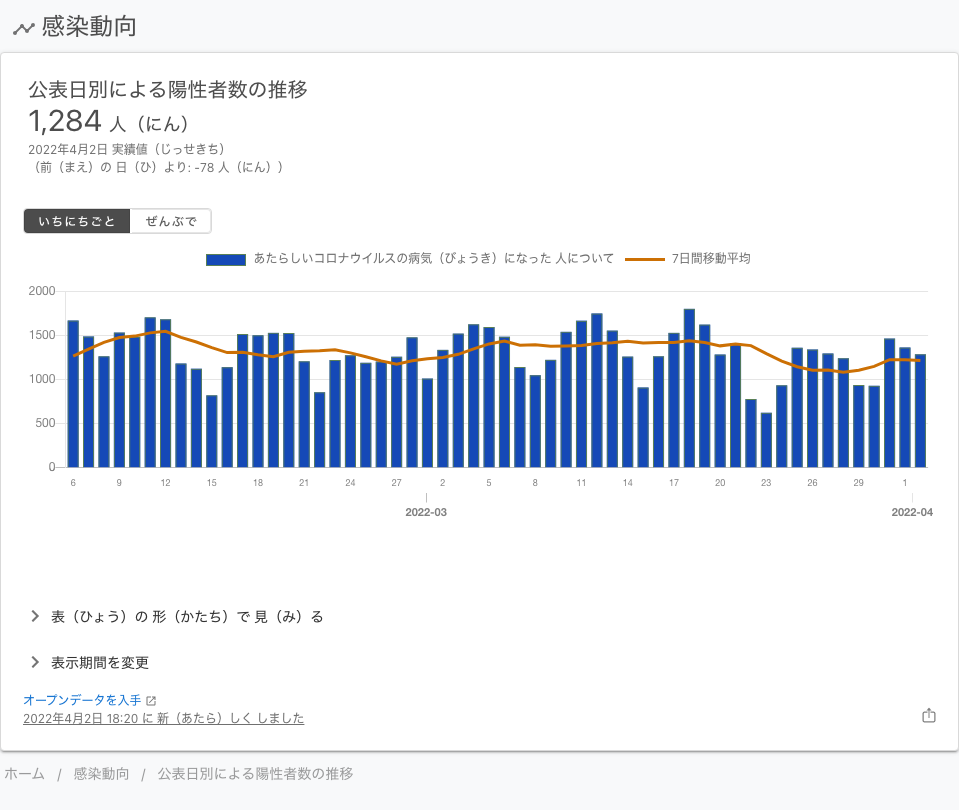 感染動向
公表日別による陽性者数の推移
1,284 人（にん）
2022年4月2日 実績値（じっせきち）
（前（まえ）の 日（ひ）より: -78 人（にん））
いちにちごと ぜんぶで
あたらしいコロナウイルスの病気（びょうき）になった 人について 7日間移動平均
2000
1500
1000
500
0
6 9 12 15 18 21 24 27 2 5 8 11 14 17 20 23 26 29 1
2022-03 2022-04
表（ひょう）の 形（かたち）で 見（み）る
表示期間を変更
オープンデータを入手
2022年4月2日 18:20 に 新（あたら）しく しました
ホーム / 感染動向 / 公表日別による陽性者数の推移